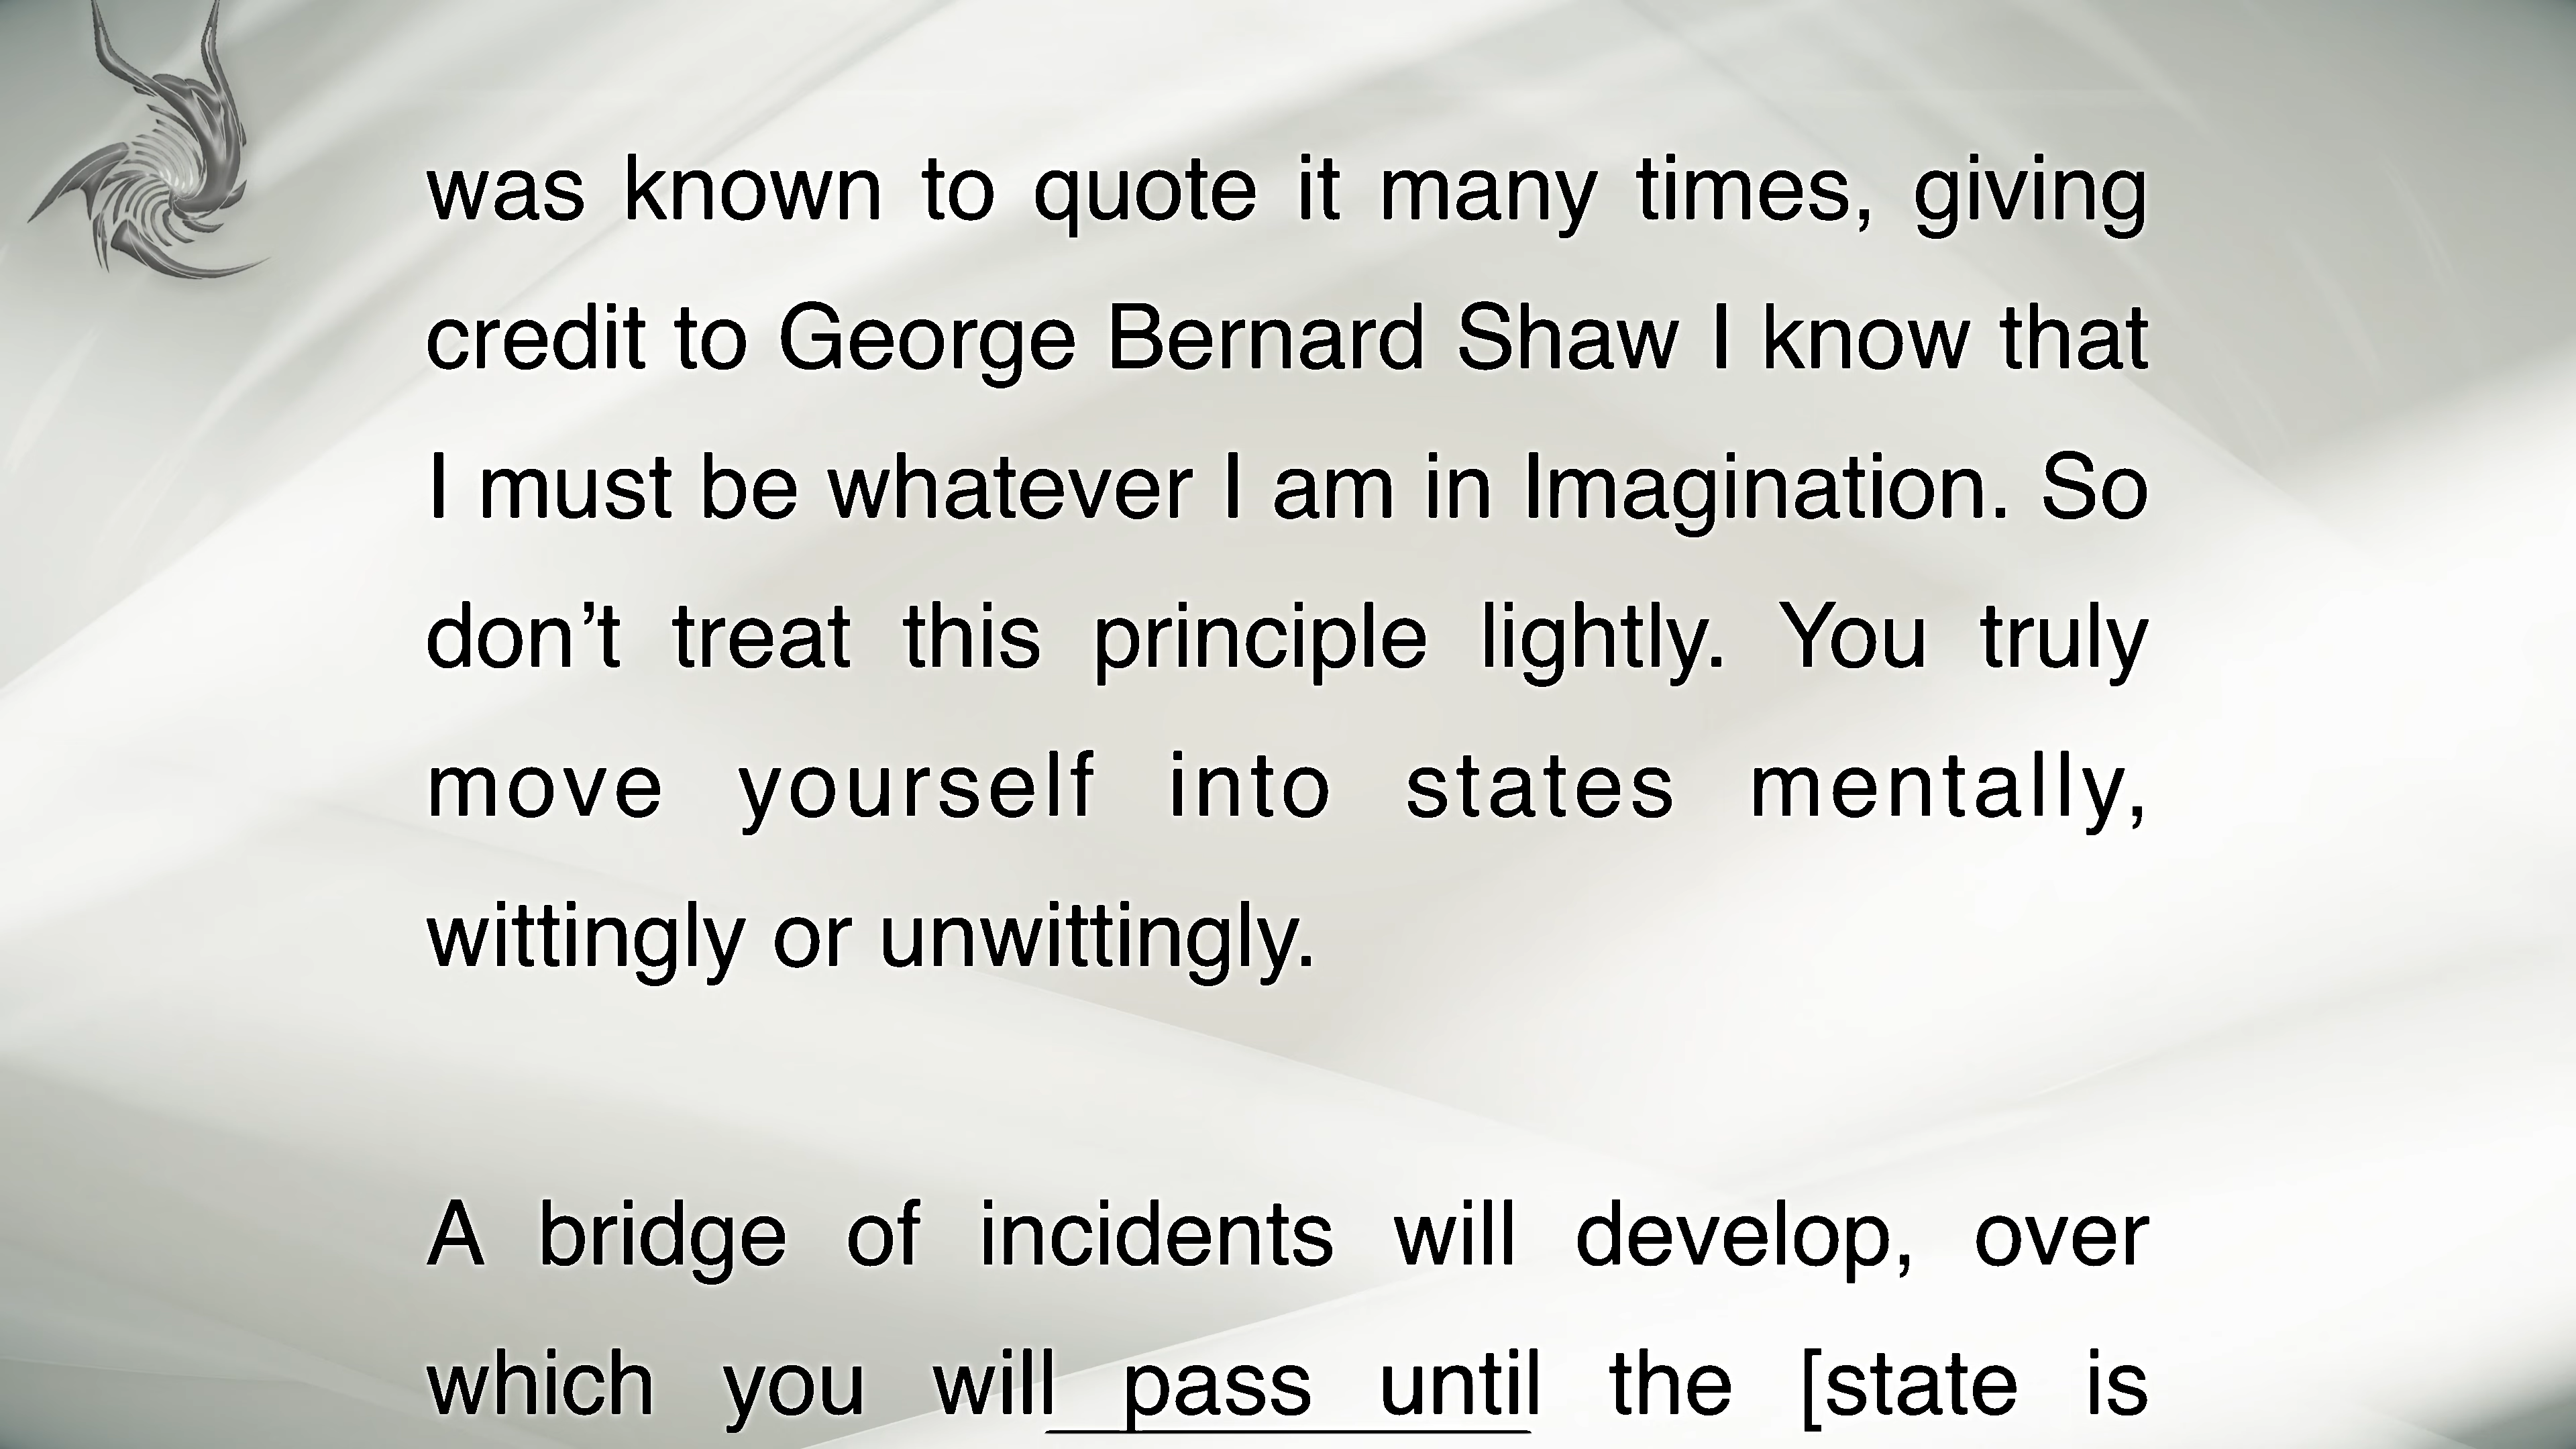 was known to quote it many times, giving
credit to George Bernard Shaw I know that
I must be whatever I am in Imagination. So
don’t treat this principle lightly. You truly
move yourself into states mentally,
wittingly or unwittingly.
A bridge of incidents will develop, over
which you will pass until the [state is